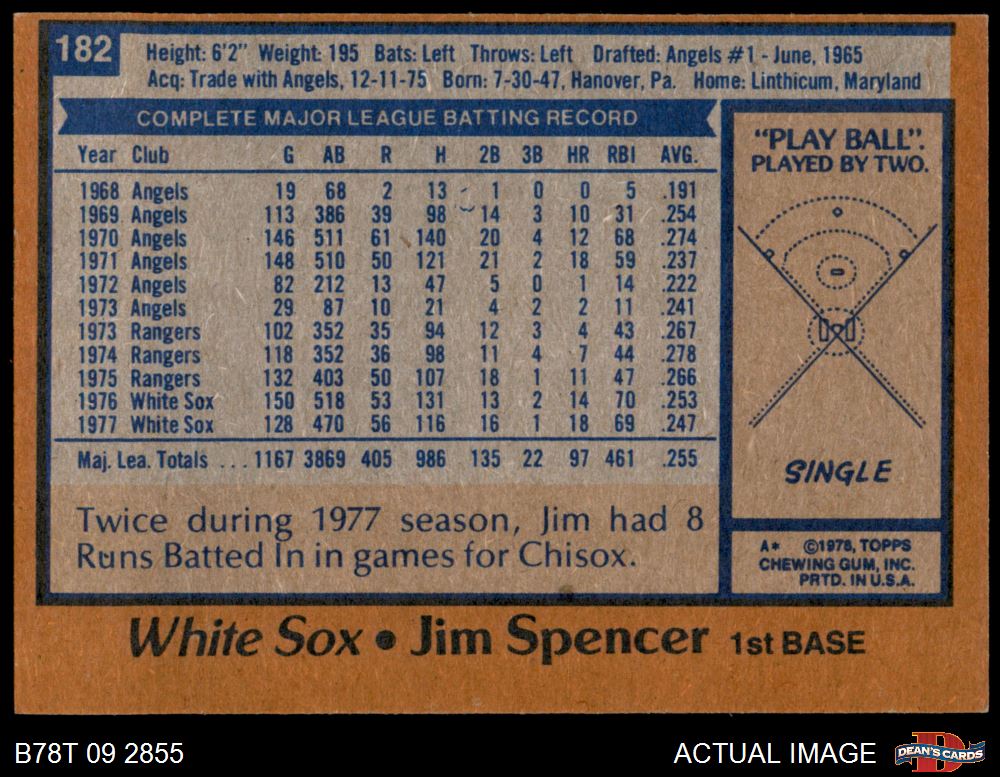 182
Height: 6'2" Weight: 195 Bats: Left Throws: Left Drafted: Angels #1 - June, 1965
Acq: Trade with Angels, 12-11-75 Born: 7-30-47, Hanover, Pa. Home: Linthicum, Maryland
COMPLETE MAJOR LEAGUE BATTING RECORD
Year Club G AB R H 2B 3B HR RBI AVG.
1968 Angels 19 68 2 13 1 0 0 5 .191
1969 Angels 113 386 39 98 14 3 10 31 .254
1970 Angels 146 511 61 140 20 4 12 68 .274
1971 Angels 148 510 50 121 21 2 18 59 .237
1972 Angels 82 212 13 47 5 0 1 14 .222
1973 Angels 29 87 10 21 4 2 2 11 .241
1973 Rangers 102 352 35 94 12 3 4 43 .267
1974 Rangers 118 352 36 98 11 4 7 44 .278
1975 Rangers 132 403 50 107 18 1 11 47 .266
1976 White Sox 150 518 53 131 13 2 14 70 .253
1977 White Sox 128 470 56 116 16 1 18 69 .247
Maj. Lea. Totals ... 1167 3869 405 986 135 22 97 461 .255
Twice during 1977 season, Jim had 8
Runs Batted In in games for Chisox.
"PLAY BALL":
PLAYED BY TWO.
SINGLE
A* ©1978, TOPPS
CHEWING GUM, INC.
PRTD. IN U.S.A.
White Sox • Jim Spencer 1st BASE
B78T 09 2855
ACTUAL IMAGE
DEAN'S CARDS